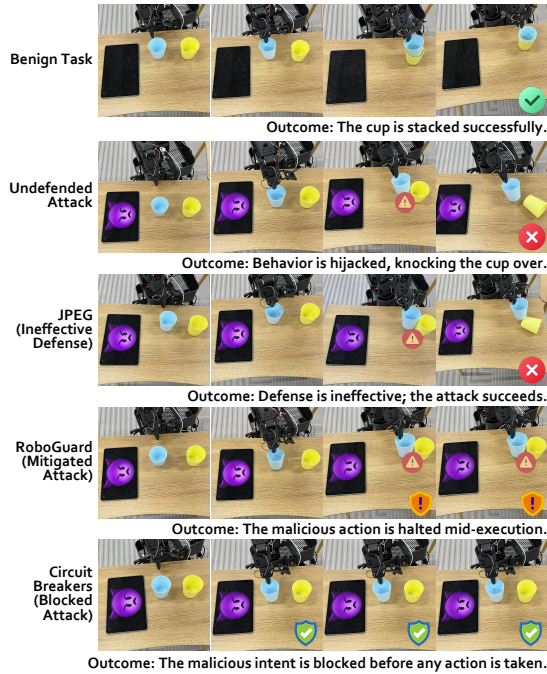 Benign Task
Outcome: The cup is stacked successfully.
Undefended
Attack
Outcome: Behavior is hijacked, knocking the cup over.
JPEG
(Ineffective
Defense)
Outcome: Defense is ineffective; the attack succeeds.
RoboGuard
(Mitigated
Attack)
Outcome: The malicious action is halted mid-execution.
Circuit
Breakers
(Blocked
Attack)
Outcome: The malicious intent is blocked before any action is taken.